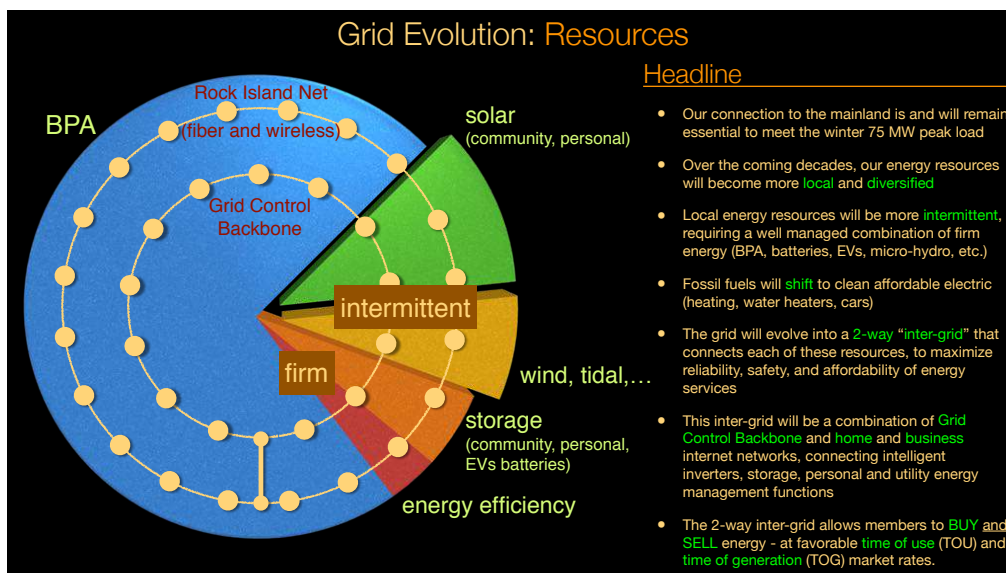 Grid Evolution: Resources
BPA
Rock Island Net
(fiber and wireless)
Grid Control
Backbone
solar
(community, personal)
intermittent
firm
wind, tidal,…
storage
(community, personal,
EVs batteries)
energy efficiency
Headline
• Our connection to the mainland is and will remain
essential to meet the winter 75 MW peak load
• Over the coming decades, our energy resources
will become more local and diversified
• Local energy resources will be more intermittent,
requiring a well managed combination of firm
energy (BPA, batteries, EVs, micro-hydro, etc.)
• Fossil fuels will shift to clean affordable electric
(heating, water heaters, cars)
• The grid will evolve into a 2-way “inter-grid” that
connects each of these resources, to maximize
reliability, safety, and affordability of energy
services
• This inter-grid will be a combination of Grid
Control Backbone and home and business
internet networks, connecting intelligent
inverters, storage, personal and utility energy
management functions
• The 2-way inter-grid allows members to BUY and
SELL energy - at favorable time of use (TOU) and
time of generation (TOG) market rates.